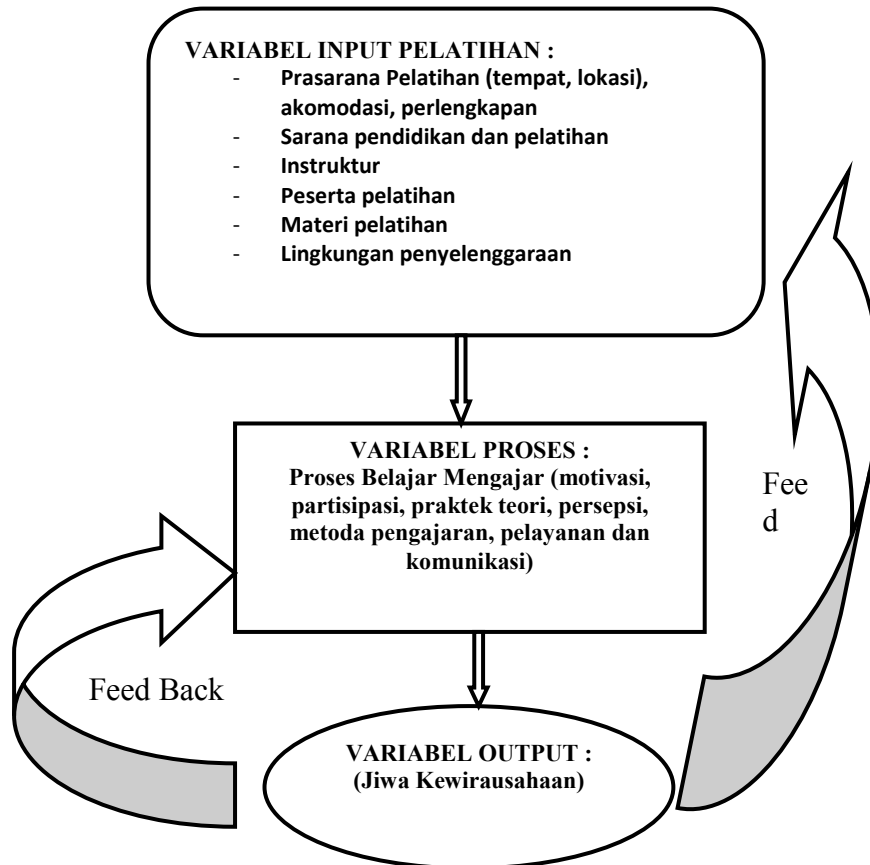 VARIABEL INPUT PELATIHAN :
- Prasarana Pelatihan (tempat, lokasi),
akomodasi, perlengkapan
- Sarana pendidikan dan pelatihan
- Instruktur
- Peserta pelatihan
- Materi pelatihan
- Lingkungan penyelenggaraan
VARIABEL PROSES :
Proses Belajar Mengajar (motivasi,
partisipasi, praktek teori, persepsi,
metoda pengajaran, pelayanan dan
komunikasi)
Fee
d
Feed Back
VARIABEL OUTPUT :
(Jiwa Kewirausahaan)